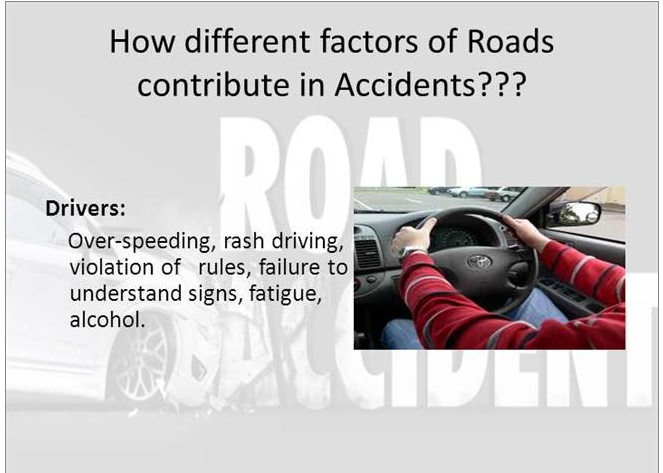 How different factors of Roads
contribute in Accidents???
ROAD
ACCIDENT
Drivers:
Over-speeding, rash driving,
violation of rules, failure to
understand signs, fatigue,
alcohol.